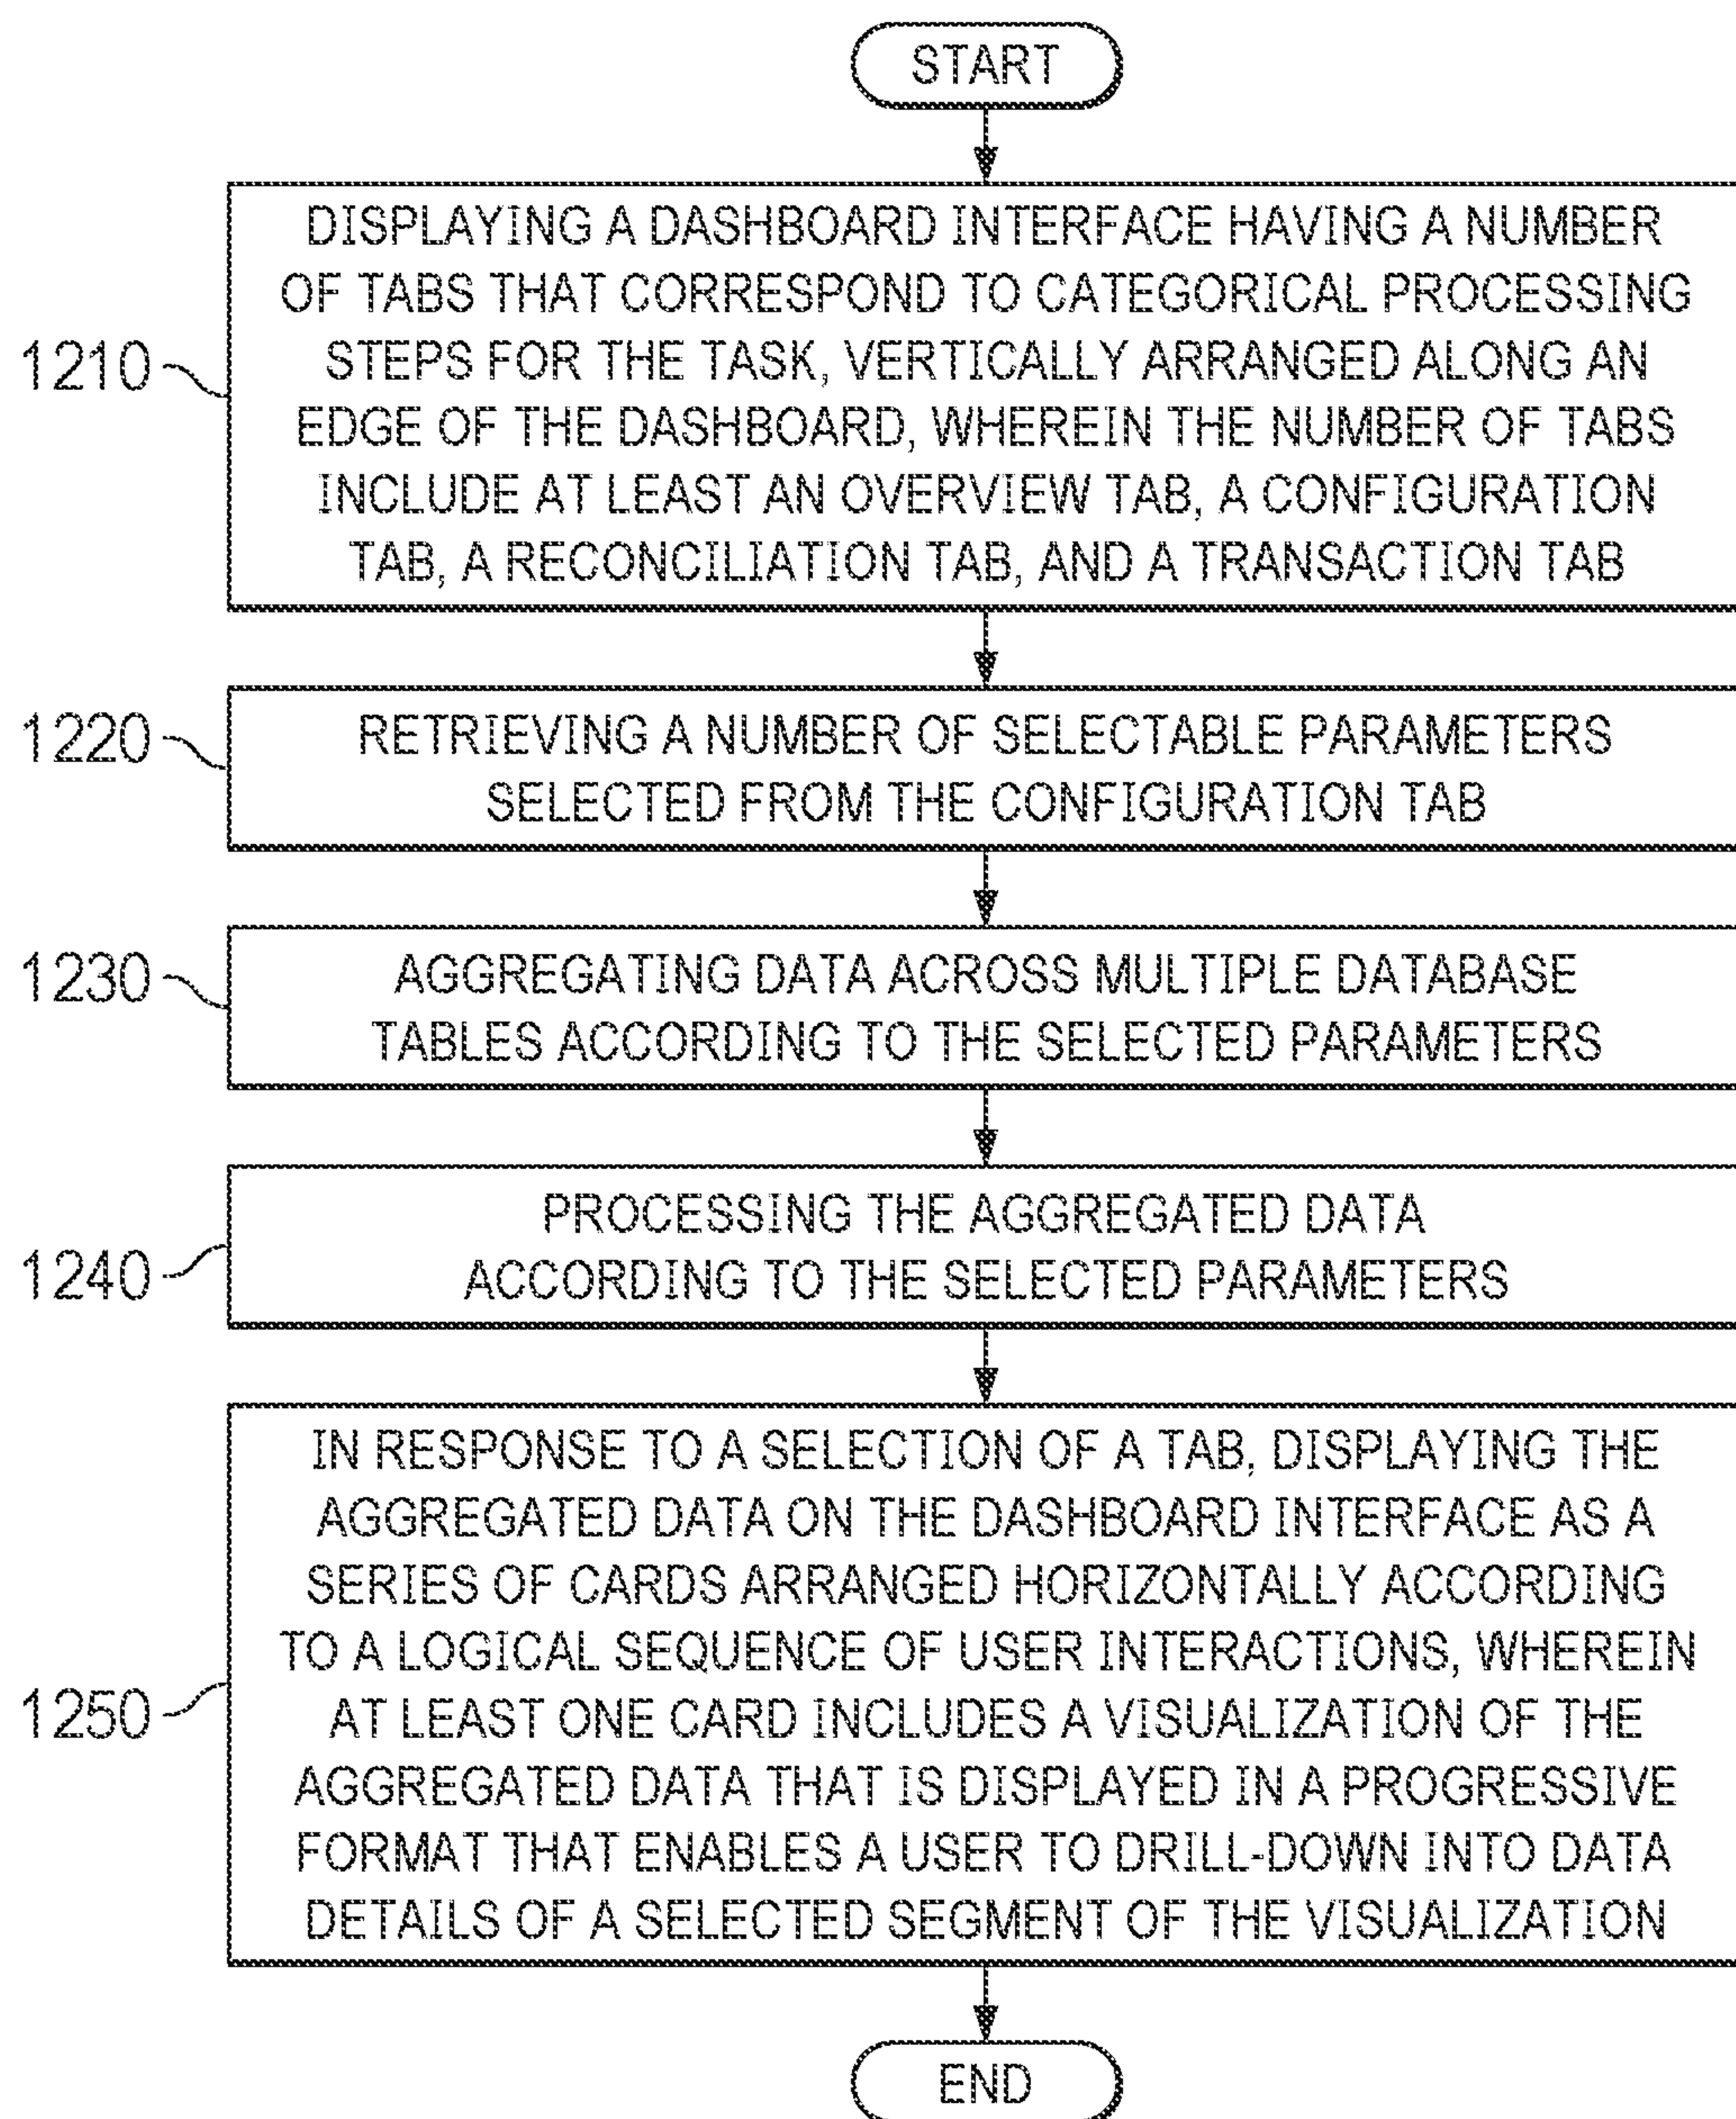 START
DISPLAYING A DASHBOARD INTERFACE HAVING A NUMBER
OF TABS THAT CORRESPOND TO CATEGORICAL PROCESSING
STEPS FOR THE TASK, VERTICALLY ARRANGED ALONG AN
EDGE OF THE DASHBOARD, WHEREIN THE NUMBER OF TABS
INCLUDE AT LEAST AN OVERVIEW TAB, A CONFIGURATION
TAB, A RECONCILIATION TAB, AND A TRANSACTION TAB
1210
RETRIEVING A NUMBER OF SELECTABLE PARAMETERS
SELECTED FROM THE CONFIGURATION TAB
1220
AGGREGATING DATA ACROSS MULTIPLE DATABASE
TABLES ACCORDING TO THE SELECTED PARAMETERS
1230
PROCESSING THE AGGREGATED DATA
ACCORDING TO THE SELECTED PARAMETERS
1240
IN RESPONSE TO A SELECTION OF A TAB, DISPLAYING THE
AGGREGATED DATA ON THE DASHBOARD INTERFACE AS A
SERIES OF CARDS ARRANGED HORIZONTALLY ACCORDING
TO A LOGICAL SEQUENCE OF USER INTERACTIONS, WHEREIN
AT LEAST ONE CARD INCLUDES A VISUALIZATION OF THE
AGGREGATED DATA THAT IS DISPLAYED IN A PROGRESSIVE
FORMAT THAT ENABLES A USER TO DRILL-DOWN INTO DATA
DETAILS OF A SELECTED SEGMENT OF THE VISUALIZATION
1250
END